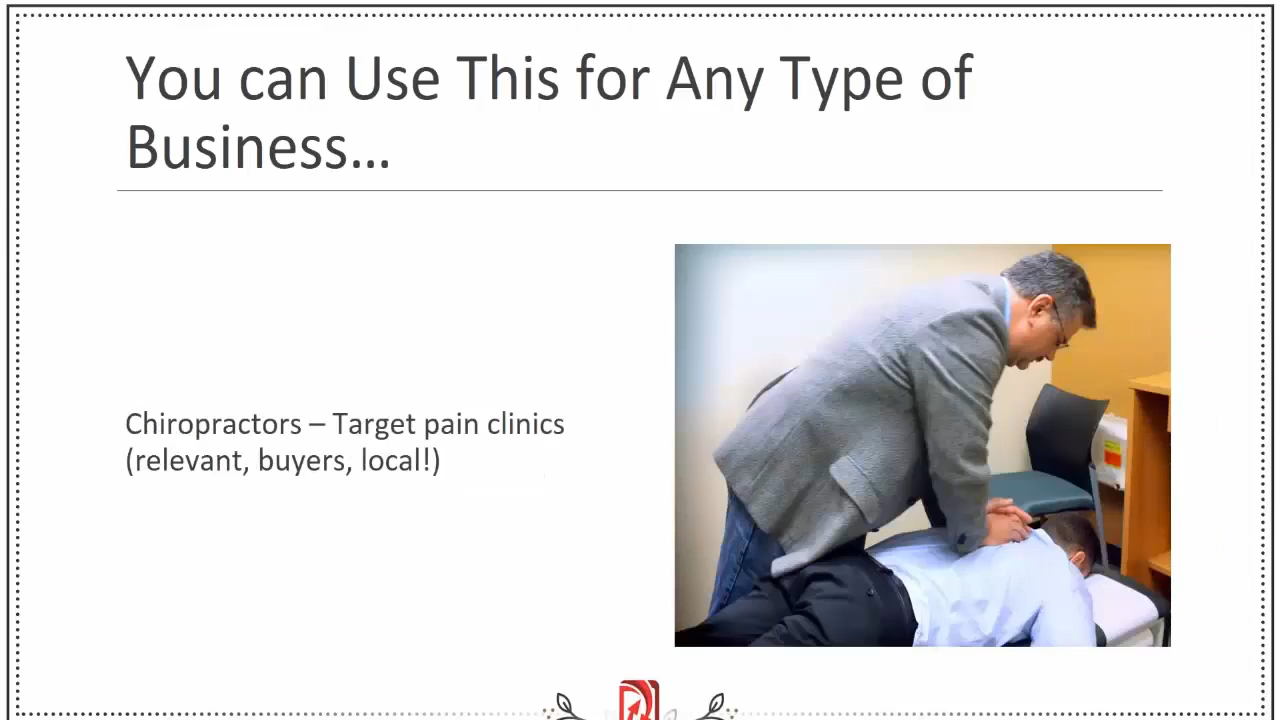 You can Use This for Any Type of
Business…
Chiropractors – Target pain clinics
(relevant, buyers, local!)